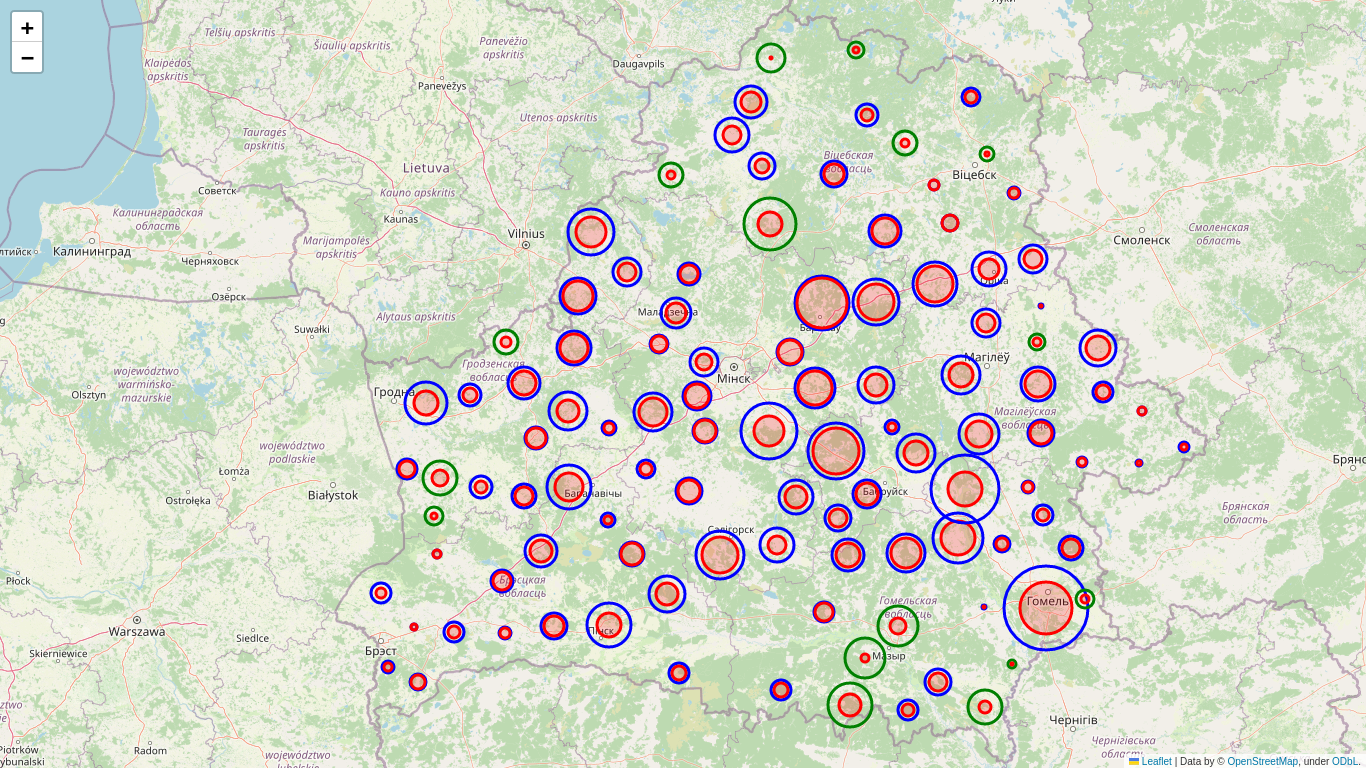 +
−
Telšių apskritis
Šiaulių apskritis
Panevėžio
apskritis
Луки
Klaipėdos
apskritis
Daugavpils
Panevėžys
Utenos apskritis
Tauragės
apskritis
Lietuva
Віцебская
вобласць
Віцебск
Советск
Kauno apskritis
Калининградская
область
Kaunas
Vilnius
Смоленск
Смоленская
область
Marijampolės
apskritis
Калининград
Черняховск
Озёрск
Орша
Маладзечна
Барысаў
Alytaus apskritis
Suwałki
Гродзенская
вобласць
Мінск
Магілёў
województwo
warmińsko-
mazurskie
Olsztyn
Гродна
Магілёўская
вобласць
województwo
podlaskie
Łomża
Białystok
Ostrołęka
Баранавічы
Бабруйск
Брянс
Брянская
область
Салігорск
Płock
Брэсцкая
вобласць
Гомель
Гомельская
вобласць
Warszawa
Siedlce
Пінск
Skierniewice
Брэст
Мазыр
Чернігів
Radom
Piotrków
województwo
Чернігівська
область
Leaflet | Data by © OpenStreetMap, under ODbL.